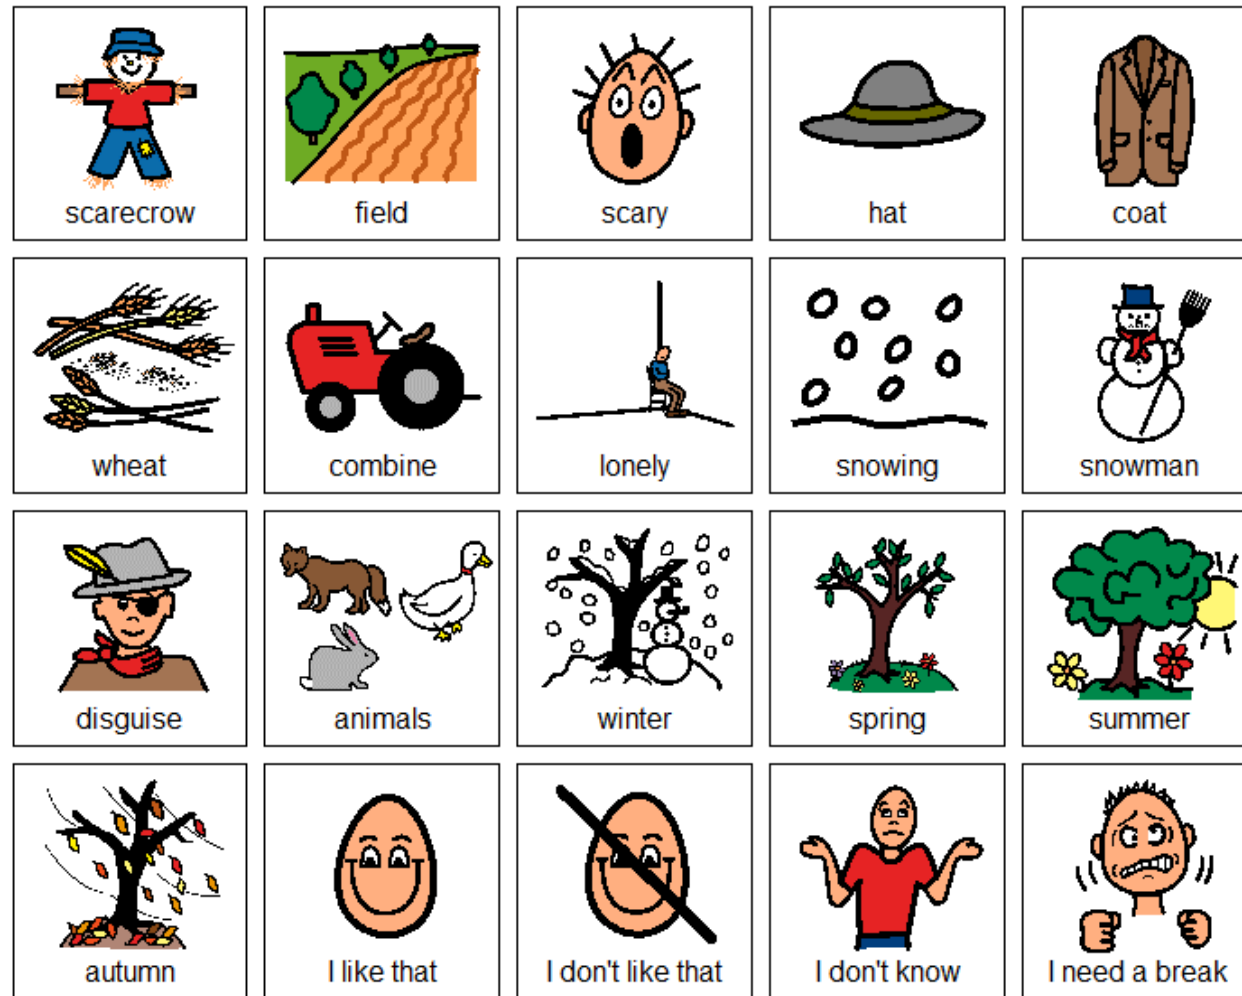 scarecrow
field
scary
hat
coat
wheat
combine
lonely
snowing
snowman
disguise
animals
winter
spring
summer
autumn
I like that
I don't like that
I don't know
I need a break